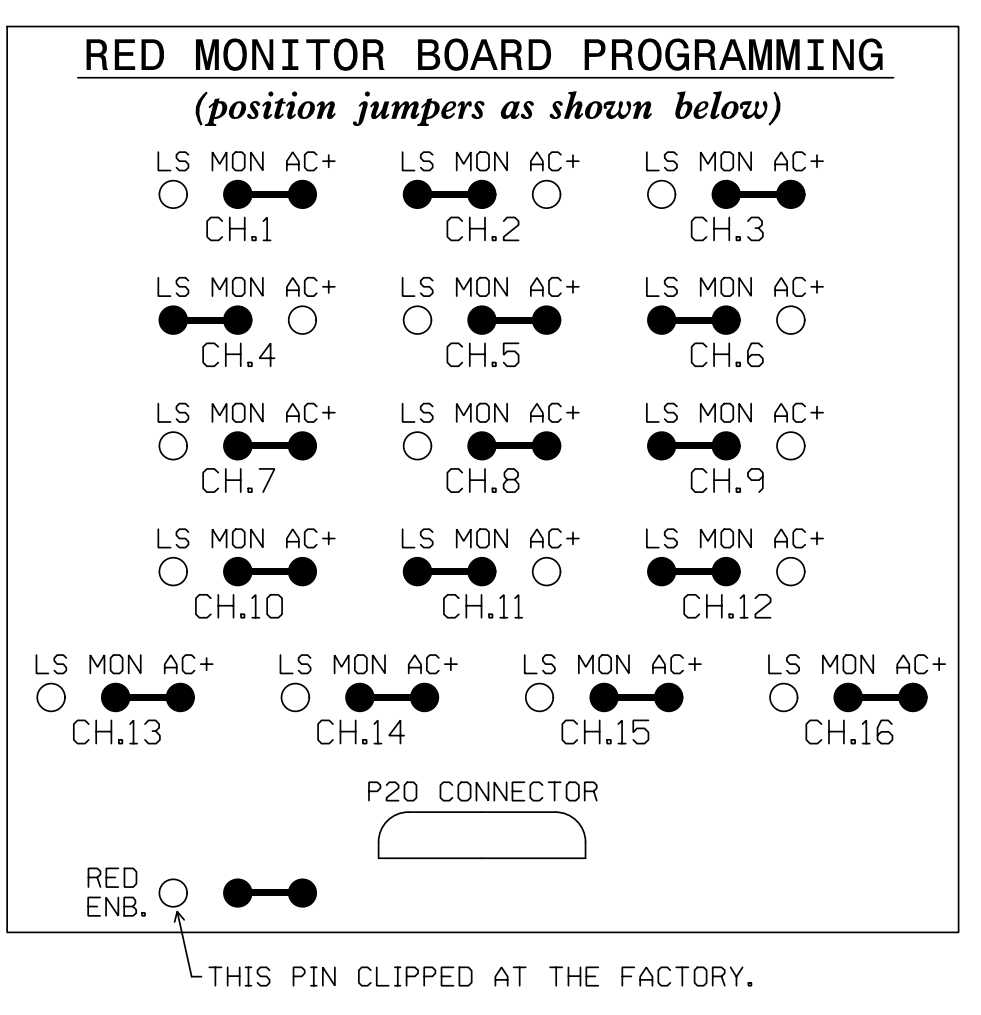 RED MONITOR BOARD PROGRAMMING
(position jumpers as shown below)
LS MON AC+ LS MON AC+ LS MON AC+
CH.1 CH.2 CH.3
LS MON AC+ LS MON AC+ LS MON AC+
CH.4 CH.5 CH.6
LS MON AC+ LS MON AC+ LS MON AC+
CH.7 CH.8 CH.9
LS MON AC+ LS MON AC+ LS MON AC+
CH.10 CH.11 CH.12
LS MON AC+ LS MON AC+ LS MON AC+ LS MON AC+
CH.13 CH.14 CH.15 CH.16
P20 CONNECTOR
RED
ENB.
THIS PIN CLIPPED AT THE FACTORY.